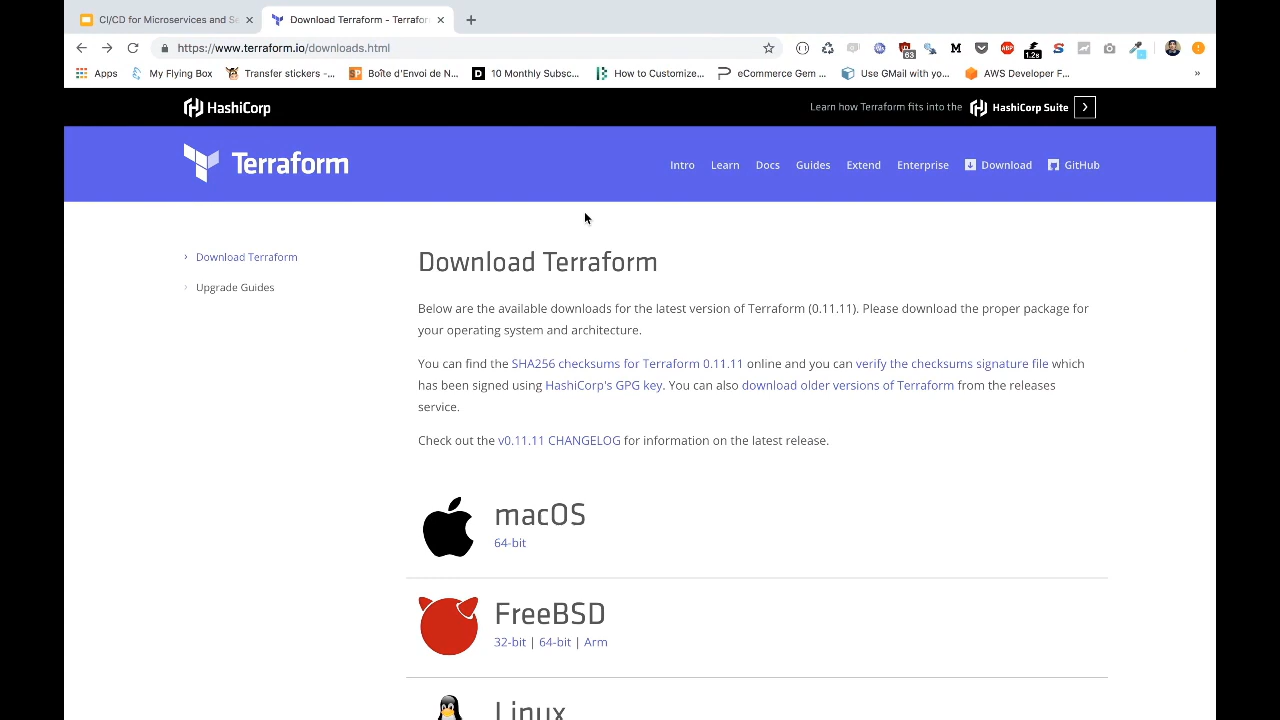 CI/CD for Microservices and Se
Download Terraform - Terraform
https://www.terraform.io/downloads.html
63
M
ABP
1.2s
S
Apps
My Flying Box
Transfer stickers -...
Boîte d'Envoi de N...
10 Monthly Subsc...
How to Customize...
eCommerce Gem ...
Use GMail with yo...
AWS Developer F...
»
HashiCorp
Learn how Terraform fits into the HashiCorp Suite
Terraform
Intro
Learn
Docs
Guides
Extend
Enterprise
Download
GitHub
Download Terraform
Upgrade Guides
Download Terraform
Below are the available downloads for the latest version of Terraform (0.11.11). Please download the proper package for
your operating system and architecture.
You can find the SHA256 checksums for Terraform 0.11.11 online and you can verify the checksums signature file which
has been signed using HashiCorp's GPG key. You can also download older versions of Terraform from the releases
service.
Check out the v0.11.11 CHANGELOG for information on the latest release.
macOS
64-bit
FreeBSD
32-bit | 64-bit | Arm
Linux